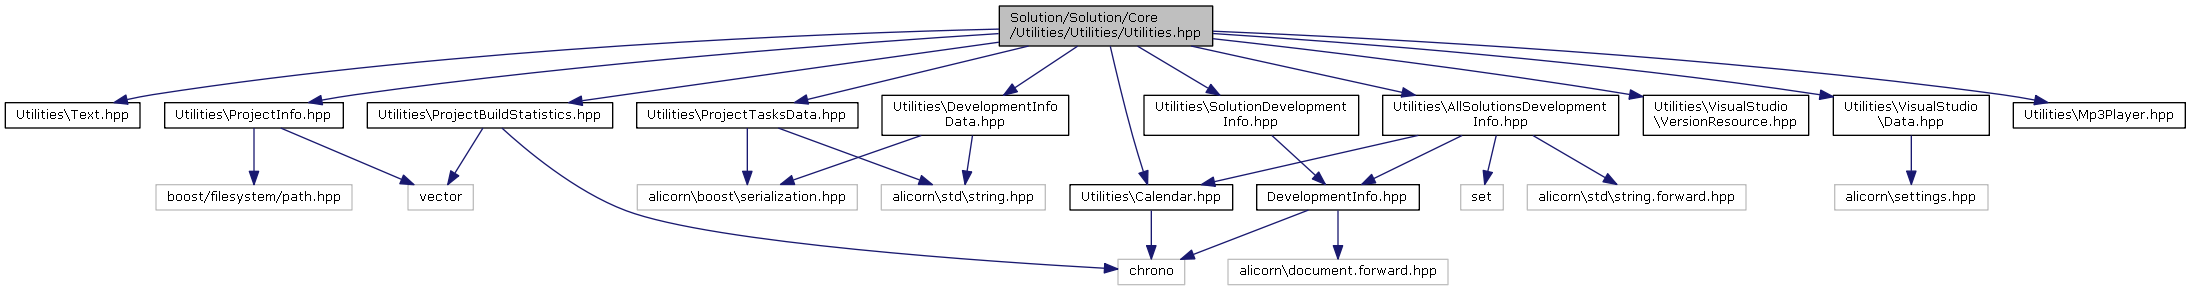 Solution/Solution/Core
/Utilities/Utilities/Utilities.hpp
Utilities\Text.hpp
Utilities\ProjectInfo.hpp
Utilities\ProjectBuildStatistics.hpp
Utilities\ProjectTasksData.hpp
Utilities\DevelopmentInfo
Data.hpp
Utilities\SolutionDevelopment
Info.hpp
Utilities\AllSolutionsDevelopment
Info.hpp
Utilities\VisualStudio
\VersionResource.hpp
Utilities\VisualStudio
\Data.hpp
Utilities\Mp3Player.hpp
boost/filesystem/path.hpp
vector
alicorn\boost\serialization.hpp
alicorn\std\string.hpp
Utilities\Calendar.hpp
DevelopmentInfo.hpp
set
alicorn\std\string.forward.hpp
alicorn\settings.hpp
chrono
alicorn\document.forward.hpp